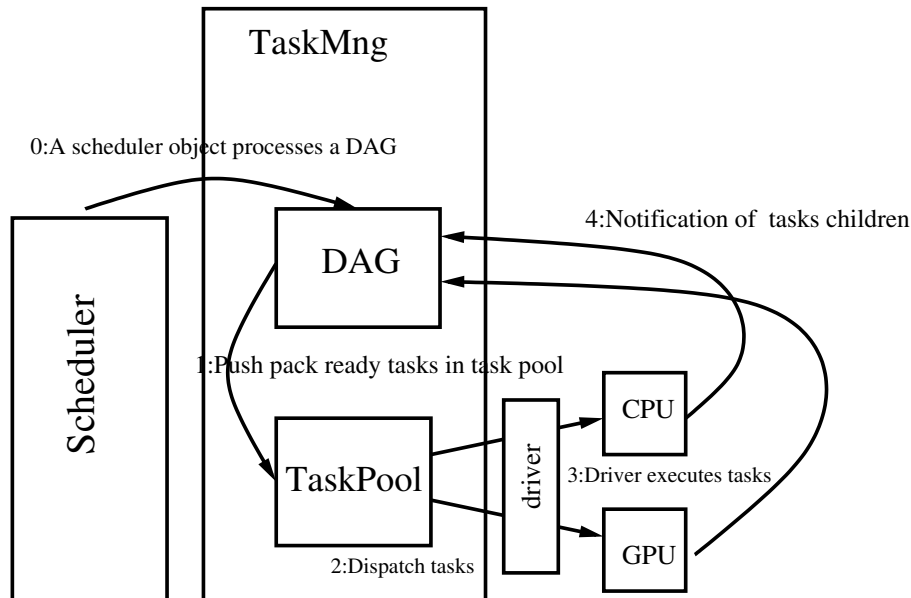 TaskMng
0:A scheduler object processes a DAG
4:Notification of tasks children
DAG
Scheduler
1:Push pack ready tasks in task pool
CPU
TaskPool
driver
3:Driver executes tasks
GPU
2:Dispatch tasks